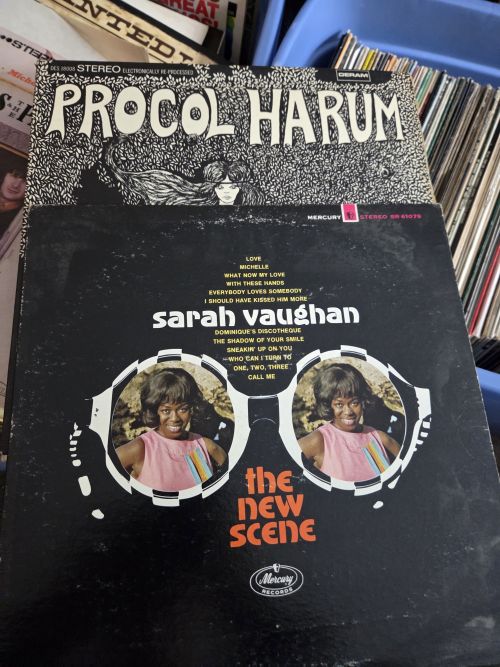 GREAT
ANTED!
DES 18008 STEREO ELECTRONICALLY RE-PROCESSED
DERAM
PROCOL HARUM
MERCURY STEREO SR 61079
LOVE
MICHELLE
WHAT NOW MY LOVE
WITH THESE HANDS
EVERYBODY LOVES SOMEBODY
I SHOULD HAVE KISSED HIM MORE
sarah vaughan
DOMINIQUE'S DISCOTHEQUE
THE SHADOW OF YOUR SMILE
SNEAKIN' UP ON YOU
WHO CAN I TURN TO
ONE, TWO, THREE
CALL ME
the
new
scene
Mercury
RECORDS